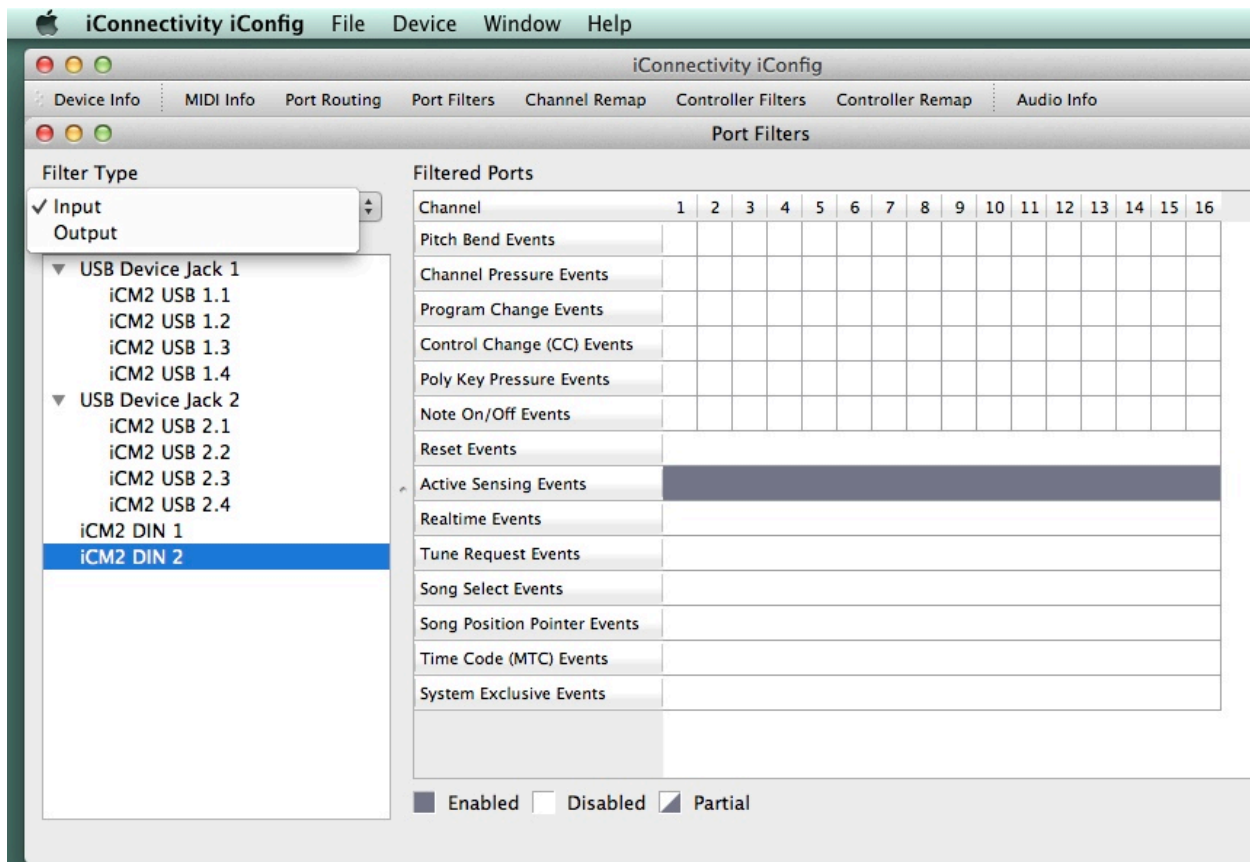 iConnectivity iConfig File Device Window Help
iConnectivity iConfig
Device Info MIDI Info Port Routing Port Filters Channel Remap Controller Filters Controller Remap Audio Info
Port Filters
Filter Type
✓ Input
Output
USB Device Jack 1
iCM2 USB 1.1
iCM2 USB 1.2
iCM2 USB 1.3
iCM2 USB 1.4
USB Device Jack 2
iCM2 USB 2.1
iCM2 USB 2.2
iCM2 USB 2.3
iCM2 USB 2.4
iCM2 DIN 1
iCM2 DIN 2
Filtered Ports
Channel 1 2 3 4 5 6 7 8 9 10 11 12 13 14 15 16
Pitch Bend Events
Channel Pressure Events
Program Change Events
Control Change (CC) Events
Poly Key Pressure Events
Note On/Off Events
Reset Events
Active Sensing Events
Realtime Events
Tune Request Events
Song Select Events
Song Position Pointer Events
Time Code (MTC) Events
System Exclusive Events
Enabled Disabled Partial